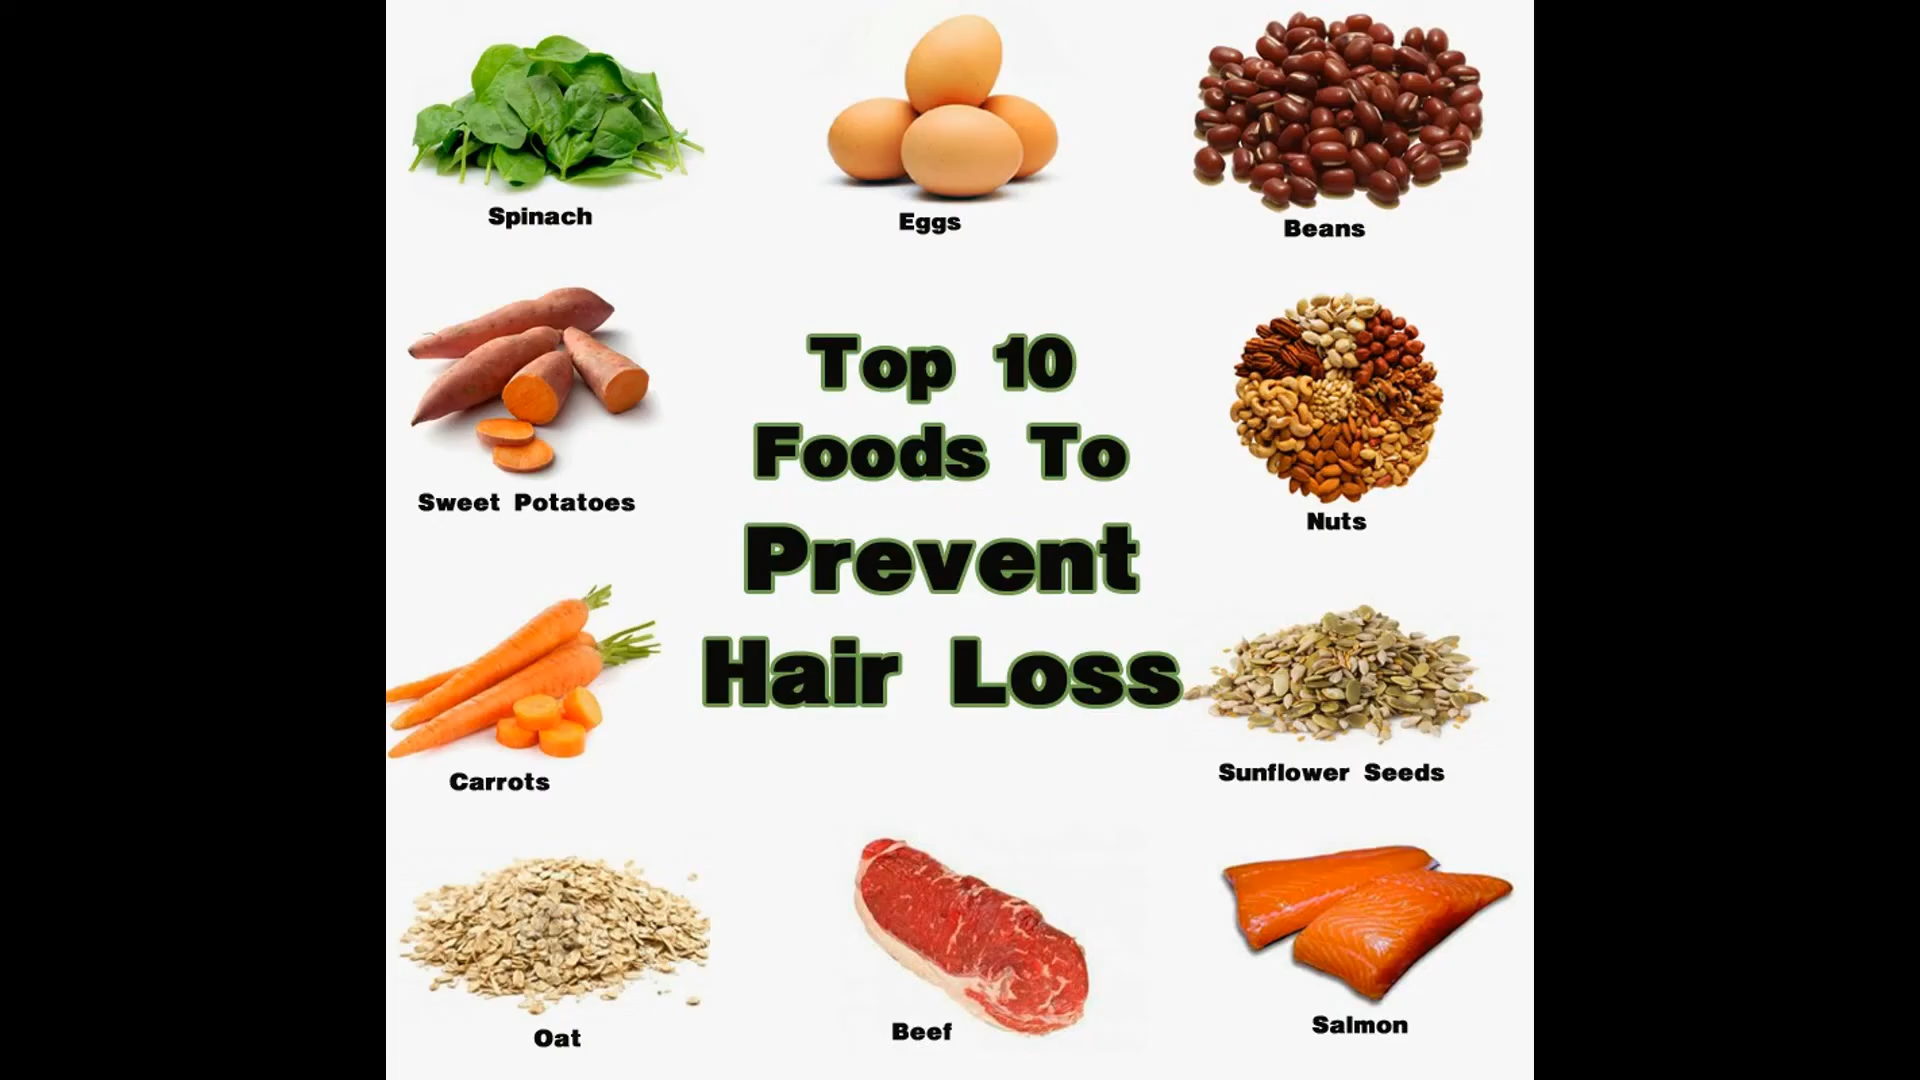 Spinach
Eggs
Beans
Sweet Potatoes
Top 10
Foods To
Prevent
Hair Loss
Nuts
Carrots
Sunflower Seeds
Oat
Beef
Salmon